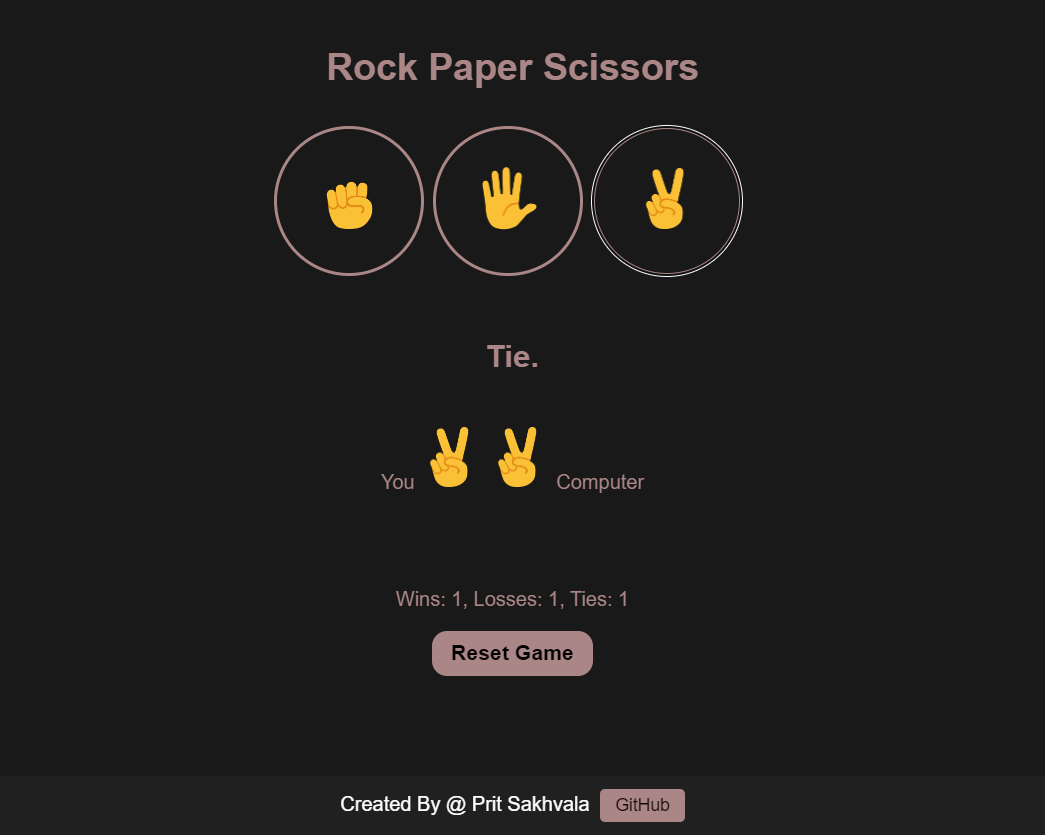 Rock Paper Scissors
Tie.
You Computer
Wins: 1, Losses: 1, Ties: 1
Reset Game
Created By @ Prit Sakhvala GitHub